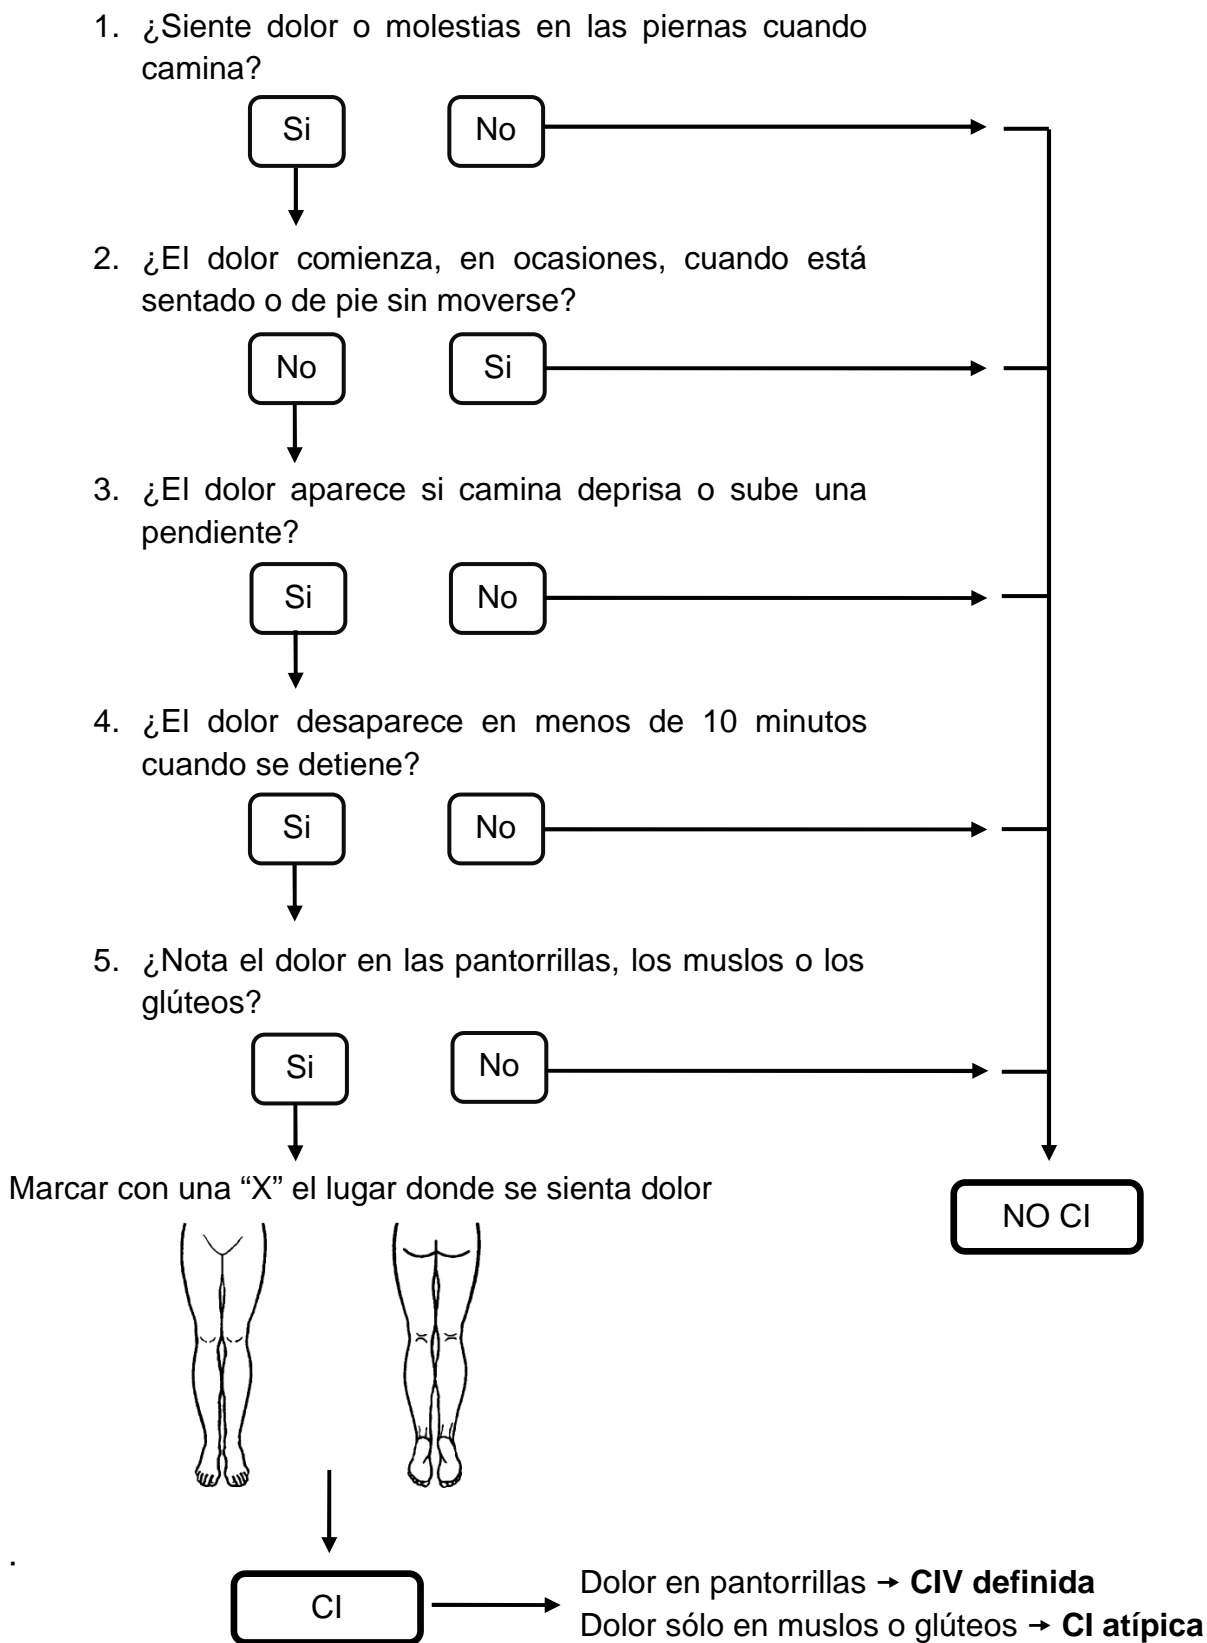 1. ¿Siente dolor o molestias en las piernas cuando
camina?
Si
No
2. ¿El dolor comienza, en ocasiones, cuando está
sentado o de pie sin moverse?
No
Si
3. ¿El dolor aparece si camina deprisa o sube una
pendiente?
Si
No
4. ¿El dolor desaparece en menos de 10 minutos
cuando se detiene?
Si
No
5. ¿Nota el dolor en las pantorrillas, los muslos o los
glúteos?
Si
No
Marcar con una “X” el lugar donde se sienta dolor
NO CI
.
CI
Dolor en pantorrillas → CIV definida
Dolor sólo en muslos o glúteos → CI atípica